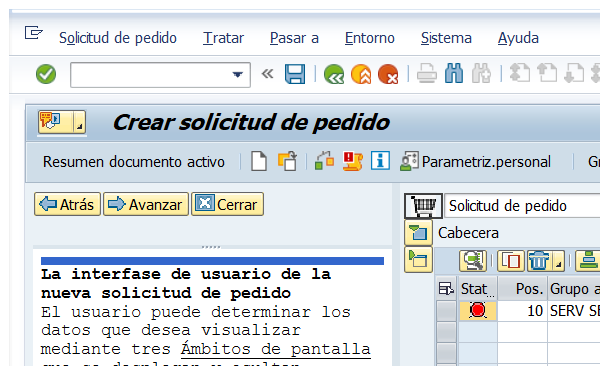 Solicitud de pedido Tratar Pasar a Entorno Sistema Ayuda
Crear solicitud de pedido
Resumen documento activo Parametriz.personal
Atrás Avanzar Cerrar
Solicitud de pedido
Cabecera
La interfase de usuario de la
nueva solicitud de pedido
El usuario puede determinar los
datos que desea visualizar
mediante tres Ámbitos de pantalla
Stat... Pos. Grupo a
10 SERV SE